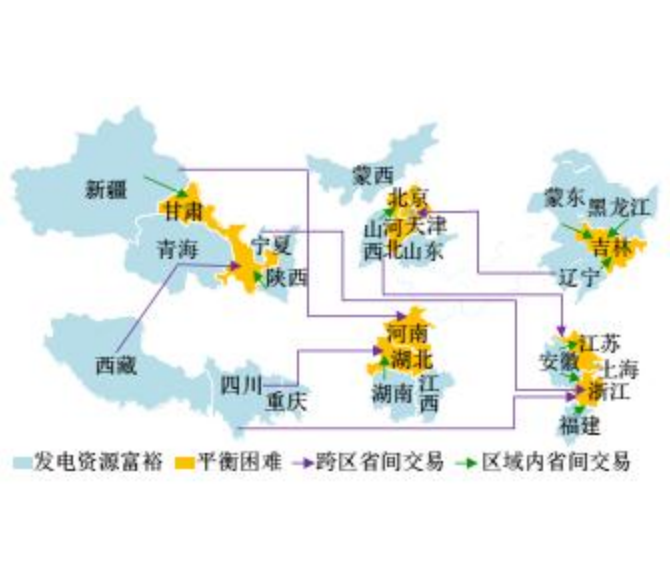 新疆
甘肃
青海
宁夏
陕西
西藏
四川
重庆
蒙西
北京
天津
山西
河北
山东
河南
湖北
湖南
江西
蒙东
黑龙江
吉林
辽宁
江苏
安徽
上海
浙江
福建
发电资源富裕 平衡困难 跨区省间交易 区域内省间交易